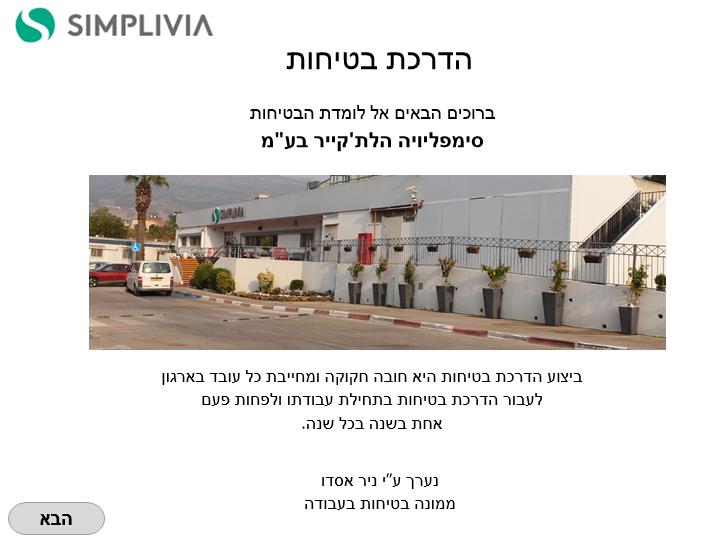 SIMPLIVIA
הדרכת בטיחות
ברוכים הבאים אל לומדת הבטיחות
סימפליויה הלת'קייר בע"מ
SIMPLIVIA
ביצוע הדרכת בטיחות היא חובה חקוקה ומחייבת כל עובד בארגון
לעבור הדרכת בטיחות בתחילת עבודתו ולפחות פעם
אחת בשנה בכל שנה.
נערך ע"י ניר אסדו
ממונה בטיחות בעבודה
הבא